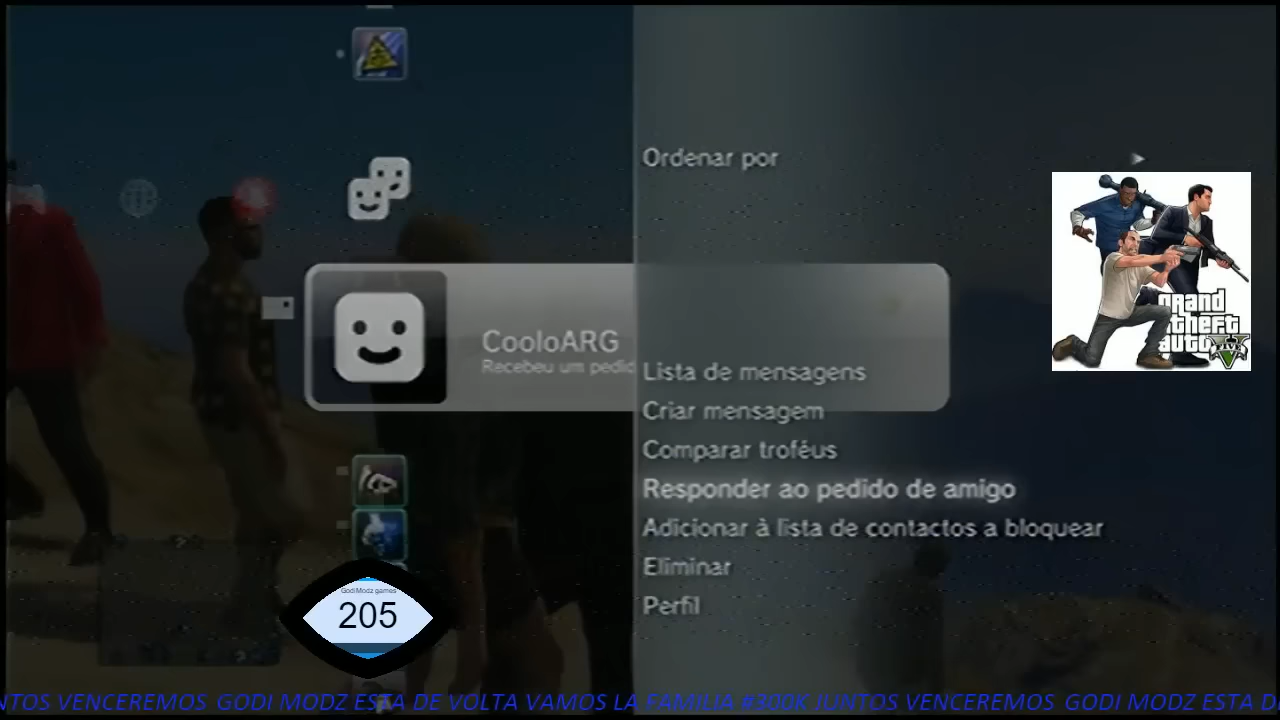 Ordenar por
CooloARG
Recebeu um pedid
Lista de mensagens
Criar mensagem
Comparar troféus
Responder ao pedido de amigo
Adicionar à lista de contactos a bloquear
Eliminar
Perfil
grand
theft
auto
V
Godi Modz games
205
NTOS VENCEREMOS GODI MODZ ESTA DE VOLTA VAMOS LA FAMILIA #300K JUNTOS VENCEREMOS GODI MODZ ESTA D